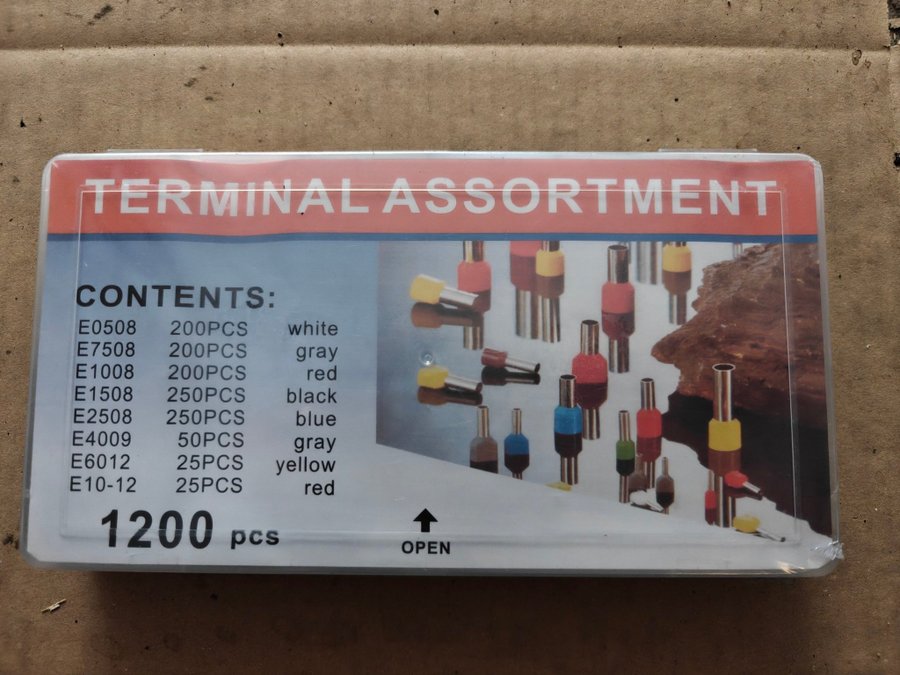 TERMINAL ASSORTMENT
CONTENTS:
E0508 200PCS white
E7508 200PCS gray
E1008 200PCS red
E1508 250PCS black
E2508 250PCS blue
E4009 50PCS gray
E6012 25PCS yellow
E10-12 25PCS red
1200 pcs
OPEN